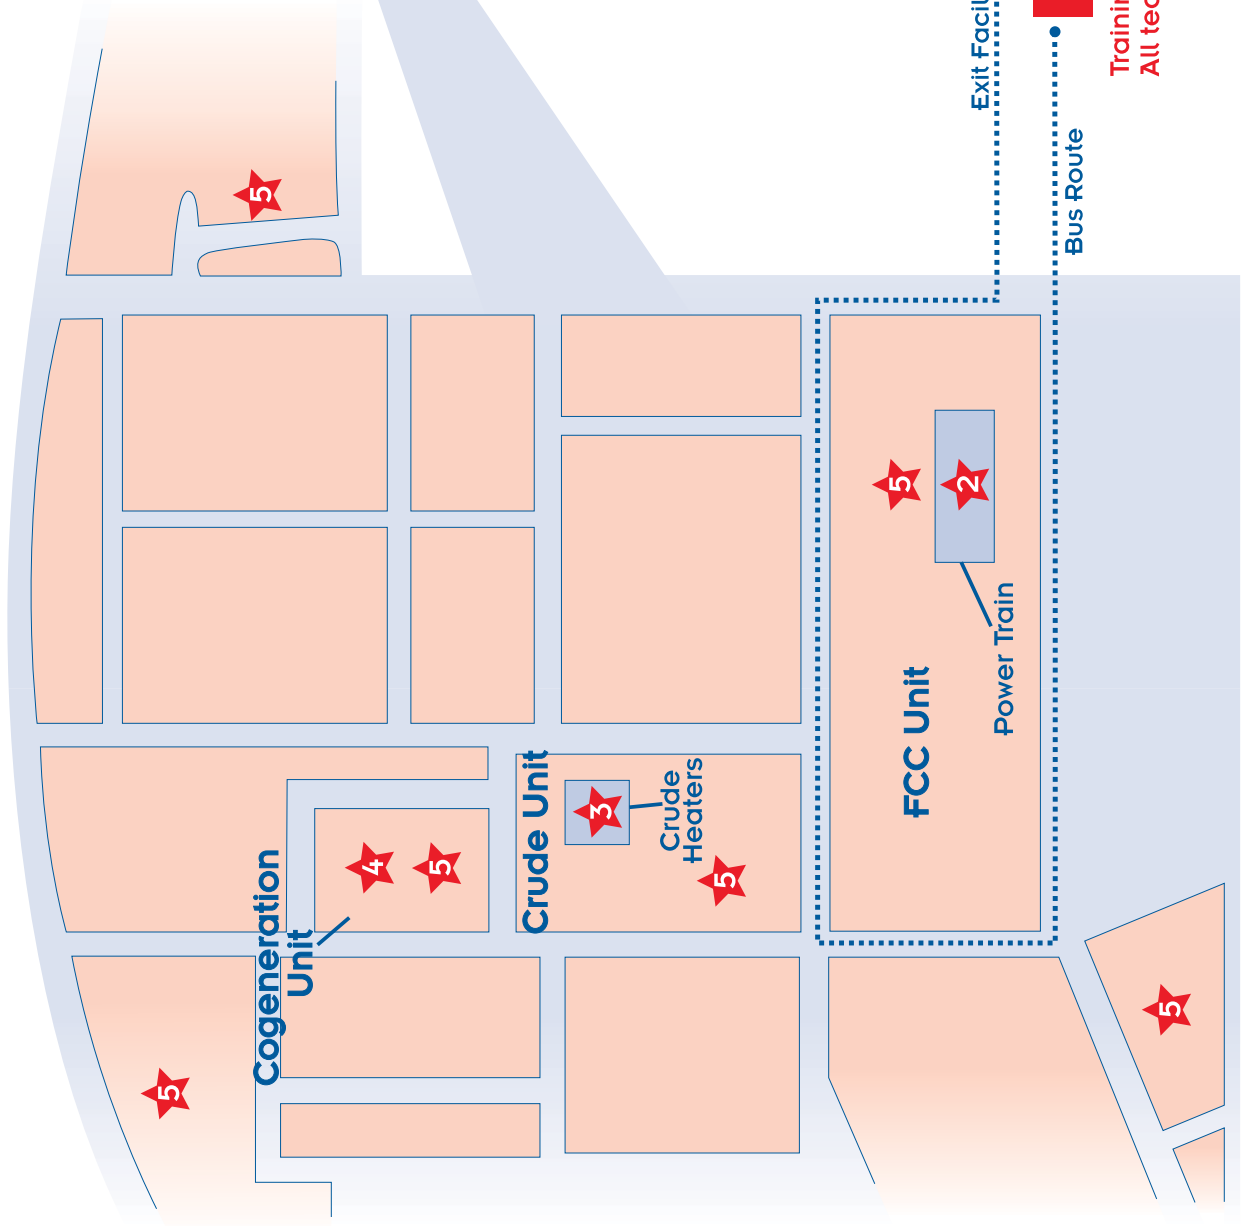 5
5
Cogeneration
Unit
4
5
Crude Unit
3
Crude
Heaters
5
5
FCC Unit
2
Exit Facil
Power Train
Bus Route
All tec
5